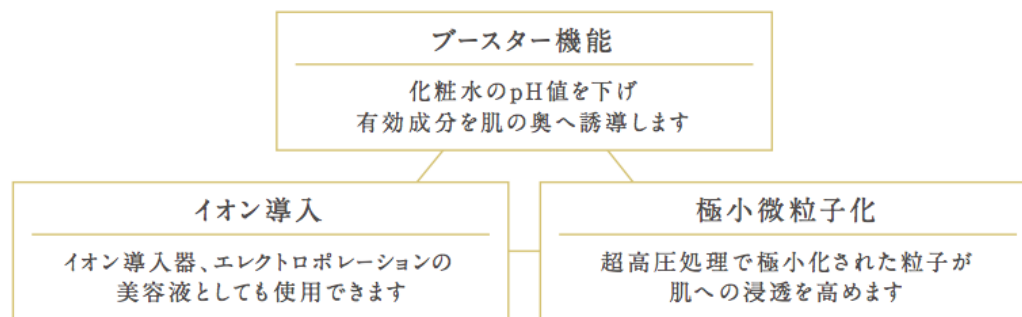 ブースター機能
化粧水のpH値を下げ
有効成分を肌の奥へ誘導します
イオン導入
イオン導入器、エレクトロポレーションの
美容液としても使用できます
極小微粒子化
超高圧処理で極小化された粒子が
肌への浸透を高めます